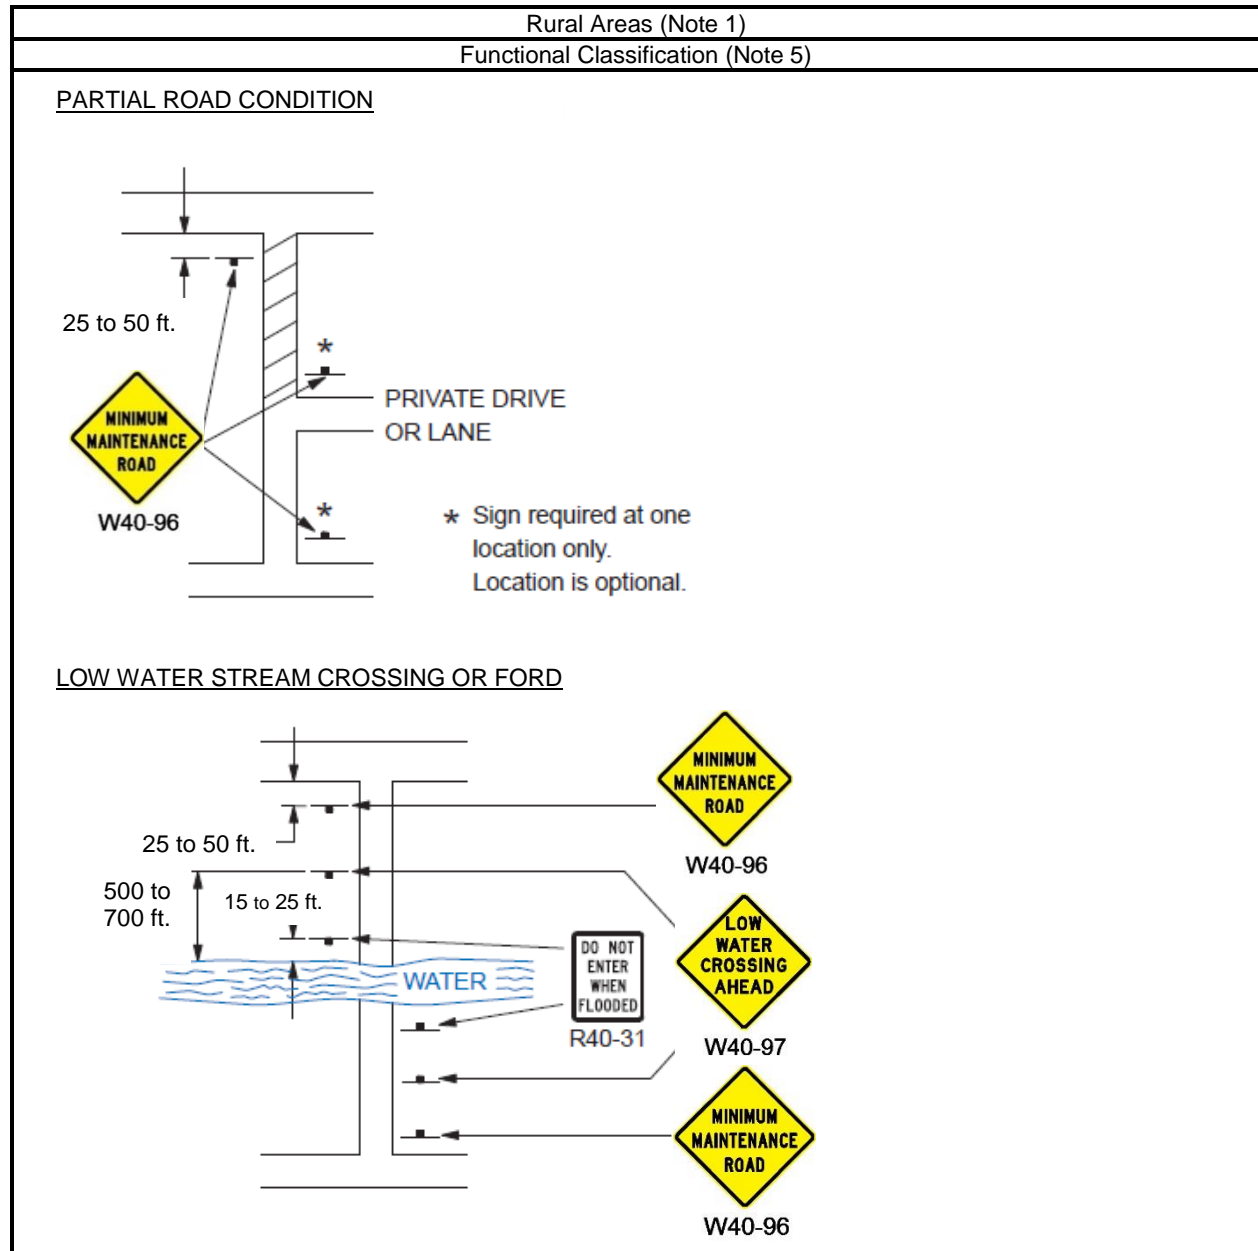 Rural Areas (Note 1)
Functional Classification (Note 5)
PARTIAL ROAD CONDITION
25 to 50 ft.
MINIMUM
MAINTENANCE
ROAD
W40-96
*
PRIVATE DRIVE
OR LANE
*
* Sign required at one
location only.
Location is optional.
LOW WATER STREAM CROSSING OR FORD
MINIMUM
MAINTENANCE
ROAD
W40-96
25 to 50 ft.
500 to
700 ft.
15 to 25 ft.
LOW
WATER
CROSSING
AHEAD
W40-97
DO NOT
ENTER
WHEN
FLOODED
R40-31
WATER
MINIMUM
MAINTENANCE
ROAD
W40-96